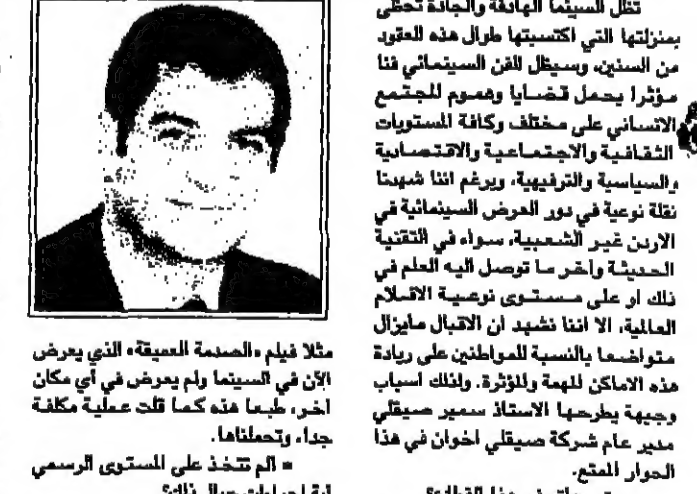 تظل السينما الهادفة والجادة تحظى
بمنزلتها التي اكتسبتها طوال هذه العقود
من السنين، وسيظل الفن السينمائي فنا
مؤثرا يحمل قضايا وهموم المجتمع
الانساني على مختلف وكافة المستويات
الثقافية والاجتماعية والاقتصادية
والسياسية والترفيهية، وبرغم اننا شهدنا
نقلة نوعية في دور العرض السينمائية في
الاردن غير الشعبية، سواء في التقنية
الحديثة وآخر ما توصل اليه العلم في
ذلك او على مستوى نوعية الافلام
العالمية، الا اننا نشهد ان الاقبال مايزال
متواضعا بالنسبة للمواطنين على ريادة
هذه الاماكن المهمة والمؤثرة. ولذلك اسباب
وجيهة يطرحها الاستاذ سمير صيقلي
مدير عام شركة صيقلي اخوان في هذا
الحوار الممتع.
مثلا فيلم «الصدمة العميقة» الذي يعرض
الآن في السينما ولم يعرض في أي مكان
آخر، طبعا هذه كما قلت عملية مكلفة
جدا، وتحملناها.
■ ألم تتخذ على المستوى الرسمي